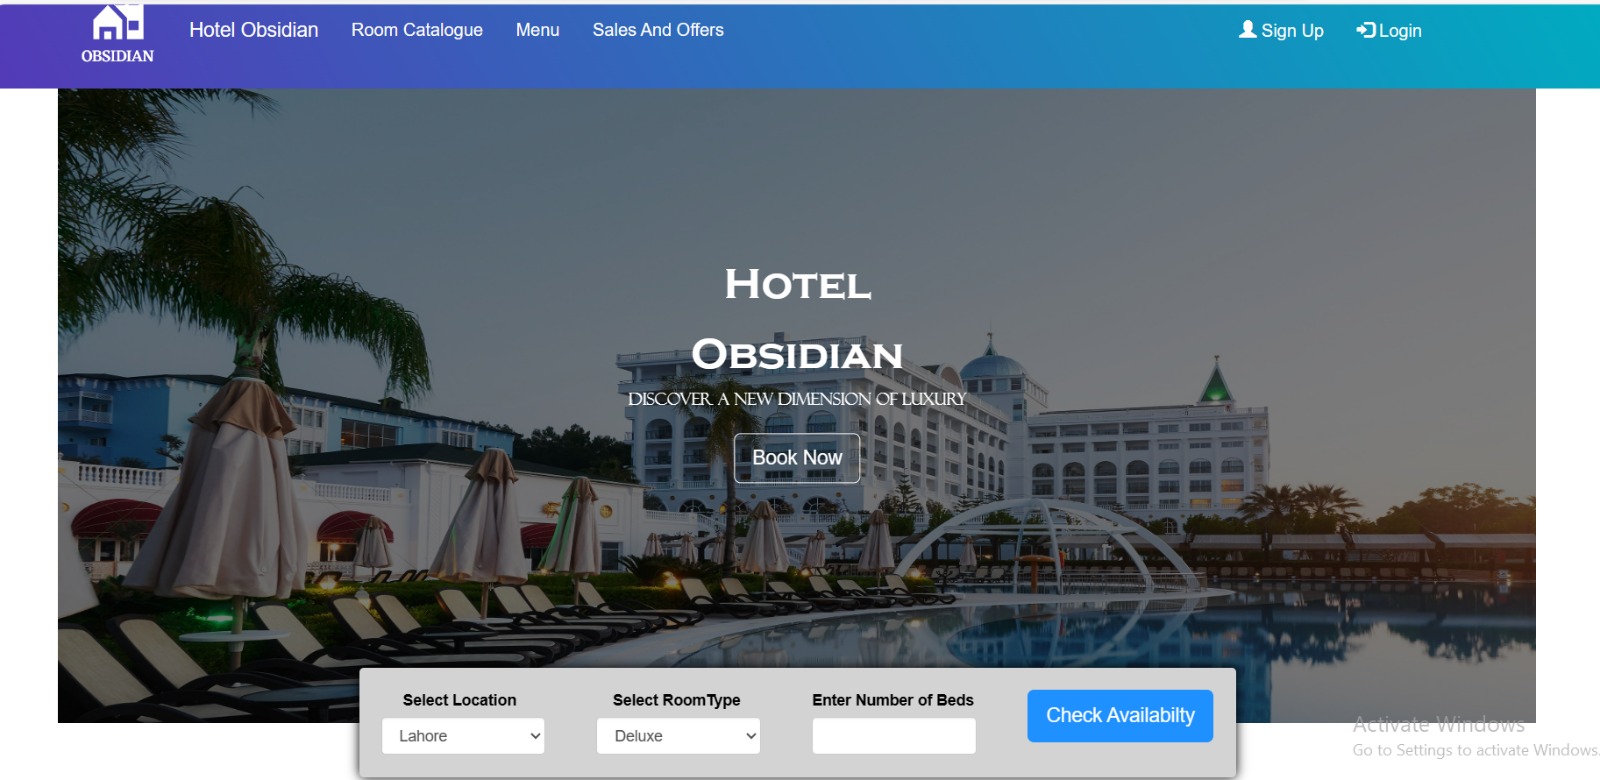 OBSIDIAN
Hotel Obsidian Room Catalogue Menu Sales And Offers Sign Up Login
HOTEL
OBSIDIAN
DISCOVER A NEW DIMENSION OF LUXURY
Book Now
Select Location Select RoomType Enter Number of Beds
Lahore Deluxe
Check Availabilty
Activate Windows
Go to Settings to activate Windows.